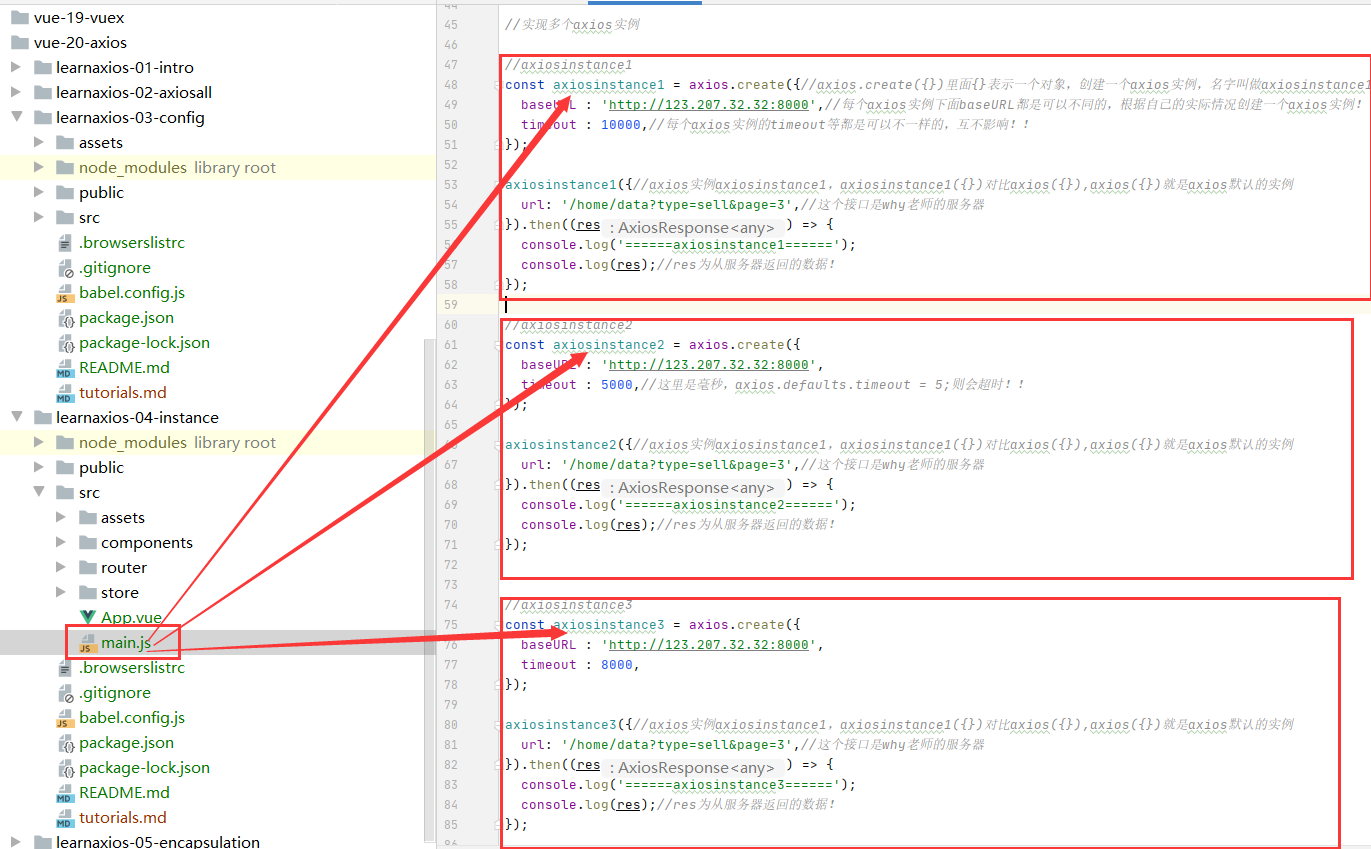 vue-19-vuex
vue-20-axios
learnaxios-01-intro
learnaxios-02-axiosall
learnaxios-03-config
assets
node_modules library root
public
src
.browserslistrc
.gitignore
babel.config.js
package.json
package-lock.json
README.md
tutorials.md
learnaxios-04-instance
node_modules library root
public
src
assets
components
router
store
App.vue
main.js
.browserslistrc
.gitignore
babel.config.js
package.json
package-lock.json
README.md
tutorials.md
learnaxios-05-encapsulation
44
45 //实现多个axios实例
46
47 //axiosinstance1
48 const axiosinstance1 = axios.create({//axios.create({})里面{}表示一个对象，创建一个axios实例，名字叫做axiosinstance1
49 baseURL : 'http://123.207.32.32:8000',//每个axios实例下面baseURL都是可以不同的，根据自己的实际情况创建一个axios实例！
50 timeout : 10000,//每个axios实例的timeout等都是可以不一样的，互不影响！！
51 });
52
53 axiosinstance1({//axios实例axiosinstance1，axiosinstance1({})对比axios({}),axios({})就是axios默认的实例
54 url: '/home/data?type=sell&page=3',//这个接口是why老师的服务器
55 }).then((res : AxiosResponse<any> ) => {
56 console.log('======axiosinstance1======');
57 console.log(res);//res为从服务器返回的数据！
58 });
59
60 //axiosinstance2
61 const axiosinstance2 = axios.create({
62 baseURL : 'http://123.207.32.32:8000',
63 timeout : 5000,//这里是毫秒，axios.defaults.timeout = 5;则会超时！！
64 });
65
66 axiosinstance2({//axios实例axiosinstance1，axiosinstance1({})对比axios({}),axios({})就是axios默认的实例
67 url: '/home/data?type=sell&page=3',//这个接口是why老师的服务器
68 }).then((res : AxiosResponse<any> ) => {
69 console.log('======axiosinstance2======');
70 console.log(res);//res为从服务器返回的数据！
71 });
72
73
74 //axiosinstance3
75 const axiosinstance3 = axios.create({
76 baseURL : 'http://123.207.32.32:8000',
77 timeout : 8000,
78 });
79
80 axiosinstance3({//axios实例axiosinstance1，axiosinstance1({})对比axios({}),axios({})就是axios默认的实例
81 url: '/home/data?type=sell&page=3',//这个接口是why老师的服务器
82 }).then((res : AxiosResponse<any> ) => {
83 console.log('======axiosinstance3======');
84 console.log(res);//res为从服务器返回的数据！
85 });
86